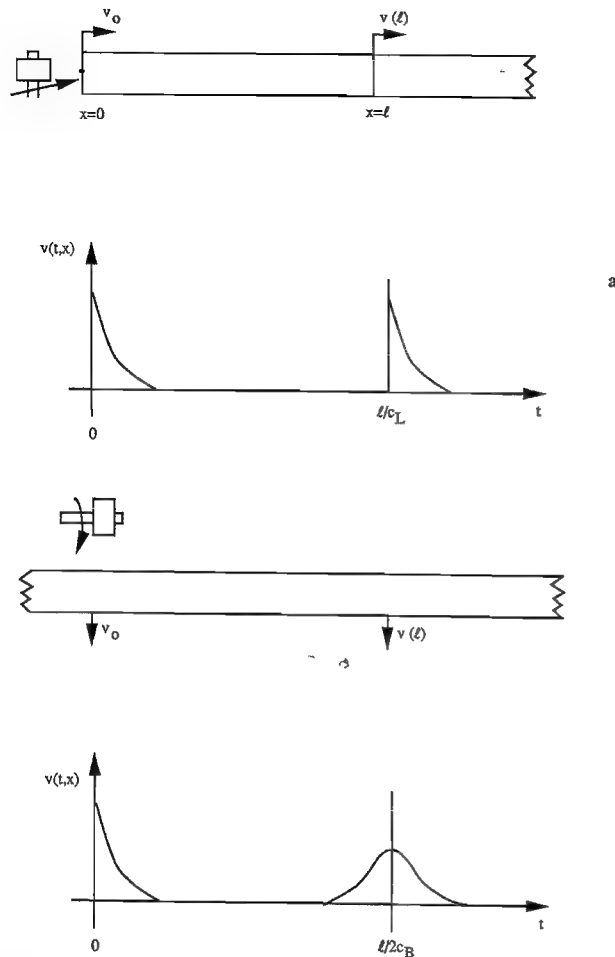 v₀ v(ℓ)
x=0 x=ℓ
v(t,x)
a
0 ℓ/c_L t
v₀ v(ℓ)
v(t,x)
0 ℓ/2c_B t